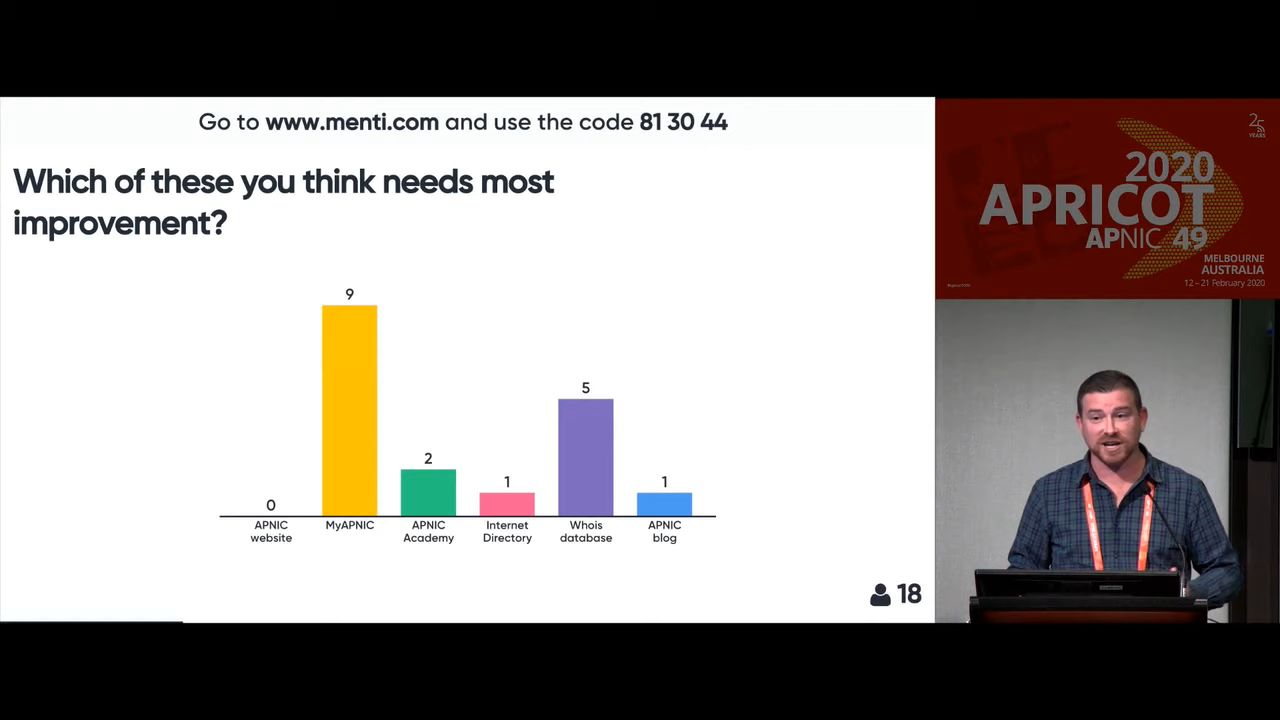 Go to www.menti.com and use the code 81 30 44
Which of these you think needs most
improvement?
0
9
2
1
5
1
APNIC
website
MyAPNIC
APNIC
Academy
Internet
Directory
Whois
database
APNIC
blog
18
25
YEARS
2020
APRICOT
APNIC 49
MELBOURNE
AUSTRALIA
12 – 21 February 2020